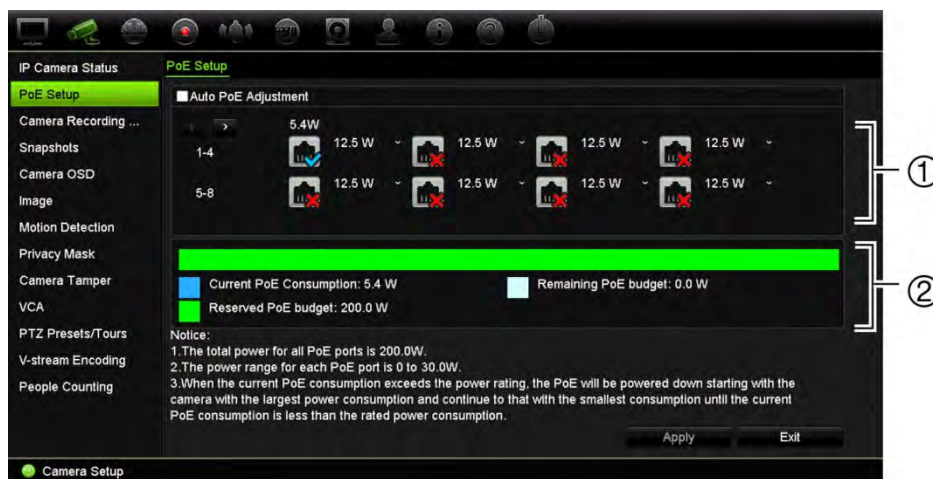 IP Camera Status
PoE Setup
Camera Recording ...
Snapshots
Camera OSD
Image
Motion Detection
Privacy Mask
Camera Tamper
VCA
PTZ Presets/Tours
V-stream Encoding
People Counting
PoE Setup
Auto PoE Adjustment
5.4W
1-4 12.5 W 12.5 W 12.5 W 12.5 W
5-8 12.5 W 12.5 W 12.5 W 12.5 W
①
Current PoE Consumption: 5.4 W Remaining PoE budget: 0.0 W
Reserved PoE budget: 200.0 W
②
Notice:
1.The total power for all PoE ports is 200.0W.
2.The power range for each PoE port is 0 to 30.0W.
3.When the current PoE consumption exceeds the power rating, the PoE will be powered down starting with the
camera with the largest power consumption and continue to that with the smallest consumption until the current
PoE consumption is less than the rated power consumption.
Apply Exit
Camera Setup